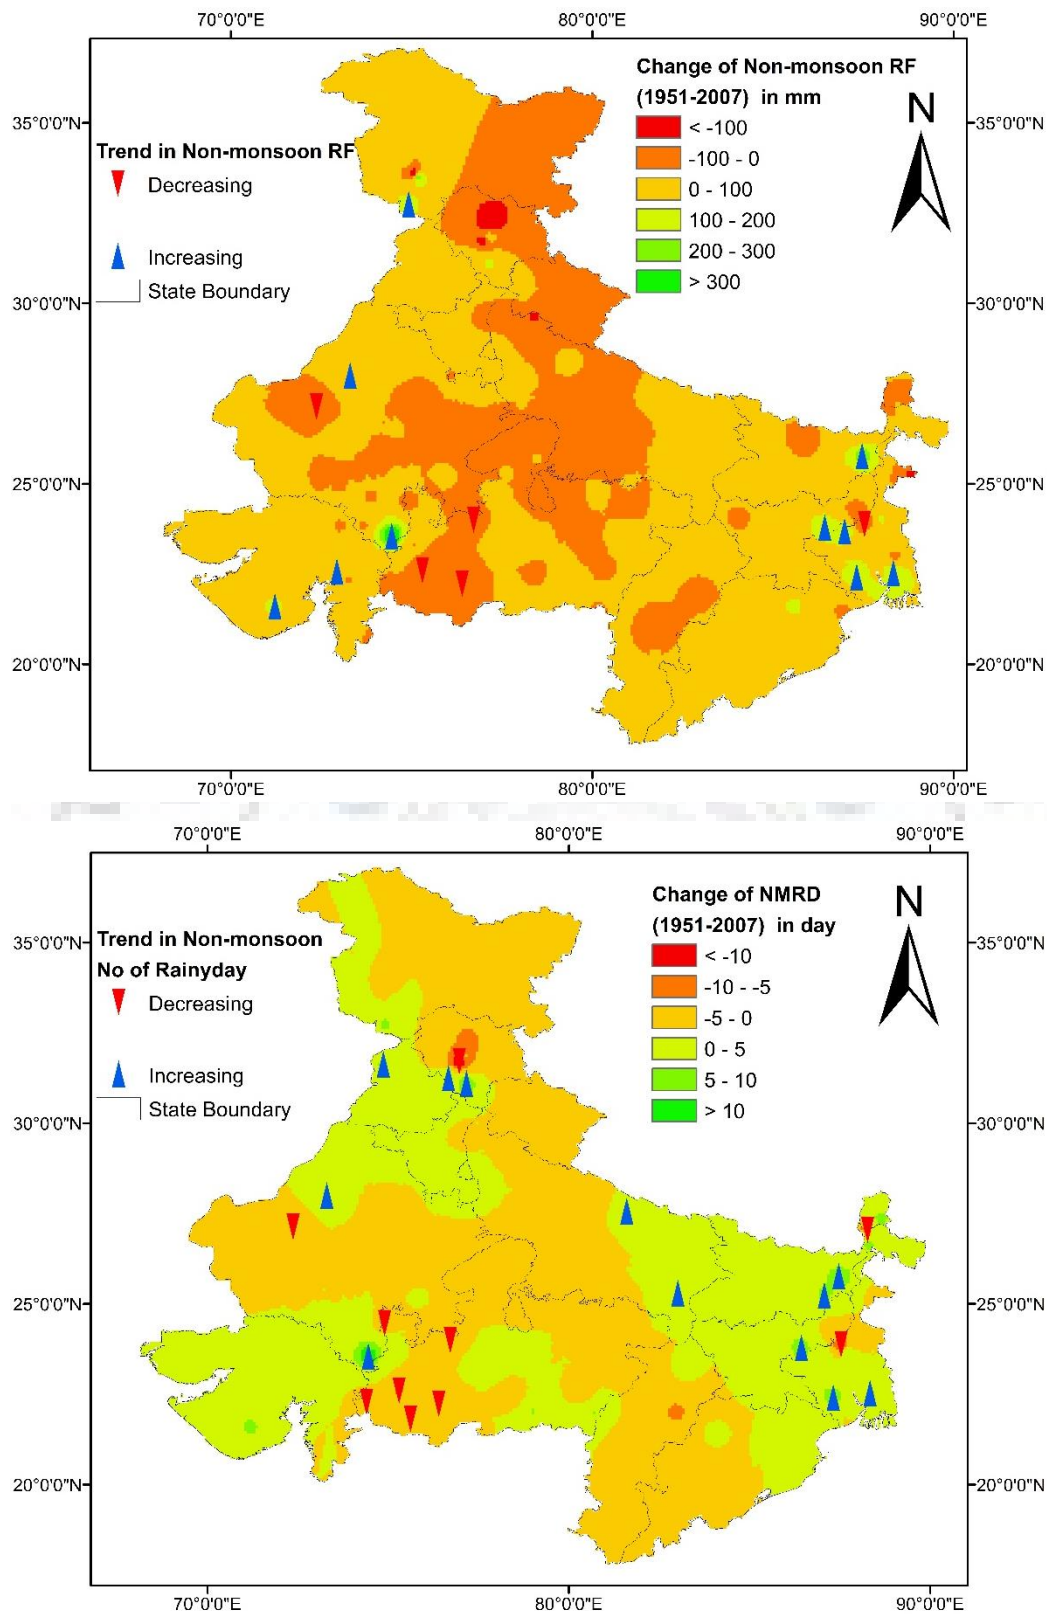 70°0'0"E 80°0'0"E 90°0'0"E
Change of Non-monsoon RF
(1951-2007) in mm
< -100
-100 - 0
0 - 100
100 - 200
200 - 300
> 300
N
Trend in Non-monsoon RF
Decreasing
Increasing
State Boundary
35°0'0"N 35°0'0"N
30°0'0"N 30°0'0"N
25°0'0"N 25°0'0"N
20°0'0"N 20°0'0"N
70°0'0"E 80°0'0"E 90°0'0"E
70°0'0"E 80°0'0"E 90°0'0"E
Change of NMRD
(1951-2007) in day
< -10
-10 - -5
-5 - 0
0 - 5
5 - 10
> 10
N
Trend in Non-monsoon
No of Rainyday
Decreasing
Increasing
State Boundary
35°0'0"N 35°0'0"N
30°0'0"N 30°0'0"N
25°0'0"N 25°0'0"N
20°0'0"N 20°0'0"N
70°0'0"E 80°0'0"E 90°0'0"E